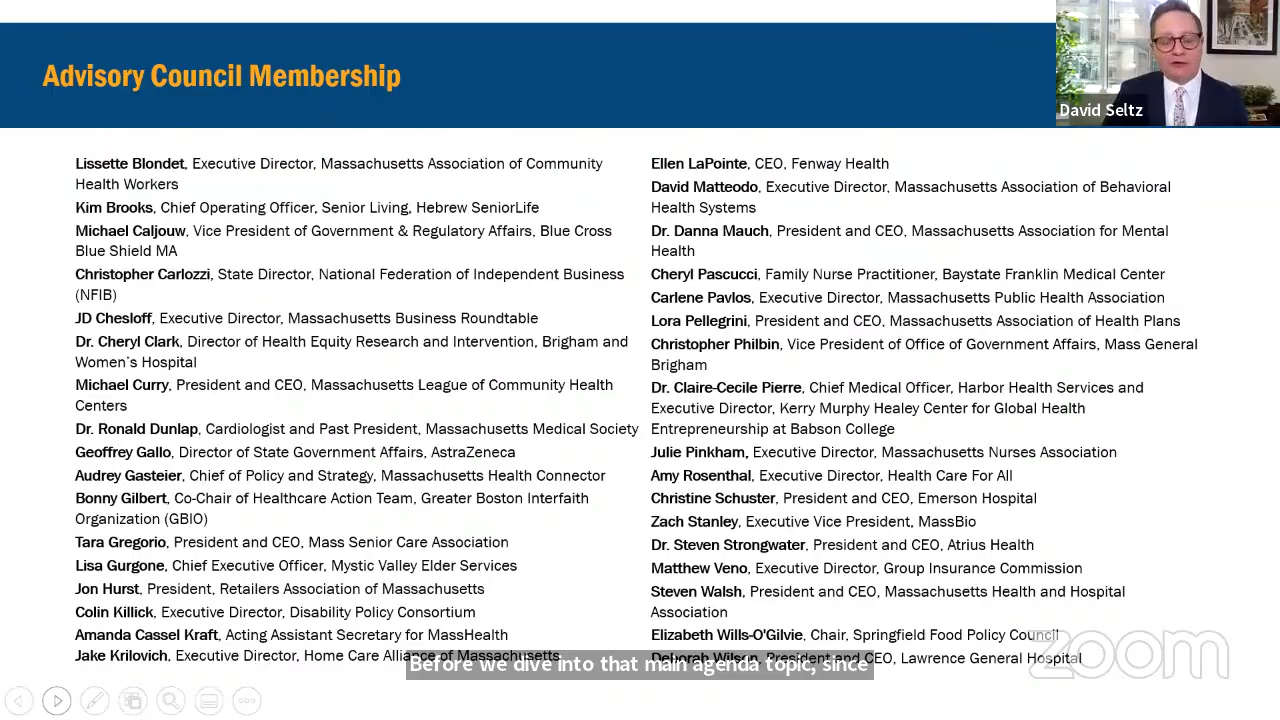 Advisory Council Membership
David Seltz
Lissette Blondet, Executive Director, Massachusetts Association of Community
Health Workers
Kim Brooks, Chief Operating Officer, Senior Living, Hebrew SeniorLife
Michael Caljouw, Vice President of Government & Regulatory Affairs, Blue Cross
Blue Shield MA
Christopher Carlozzi, State Director, National Federation of Independent Business
(NFIB)
JD Chesloff, Executive Director, Massachusetts Business Roundtable
Dr. Cheryl Clark, Director of Health Equity Research and Intervention, Brigham and
Women's Hospital
Michael Curry, President and CEO, Massachusetts League of Community Health
Centers
Dr. Ronald Dunlap, Cardiologist and Past President, Massachusetts Medical Society
Geoffrey Gallo, Director of State Government Affairs, AstraZeneca
Audrey Gasteier, Chief of Policy and Strategy, Massachusetts Health Connector
Bonny Gilbert, Co-Chair of Healthcare Action Team, Greater Boston Interfaith
Organization (GBIO)
Tara Gregorio, President and CEO, Mass Senior Care Association
Lisa Gurgone, Chief Executive Officer, Mystic Valley Elder Services
Jon Hurst, President, Retailers Association of Massachusetts
Colin Killick, Executive Director, Disability Policy Consortium
Amanda Cassel Kraft, Acting Assistant Secretary for MassHealth
Jake Krilovich, Executive Director, Home Care Alliance of Massachusetts
Ellen LaPointe, CEO, Fenway Health
David Matteodo, Executive Director, Massachusetts Association of Behavioral
Health Systems
Dr. Danna Mauch, President and CEO, Massachusetts Association for Mental
Health
Cheryl Pascucci, Family Nurse Practitioner, Baystate Franklin Medical Center
Carlene Pavlos, Executive Director, Massachusetts Public Health Association
Lora Pellegrini, President and CEO, Massachusetts Association of Health Plans
Christopher Philbin, Vice President of Office of Government Affairs, Mass General
Brigham
Dr. Claire-Cecile Pierre, Chief Medical Officer, Harbor Health Services and
Executive Director, Kerry Murphy Healey Center for Global Health
Entrepreneurship at Babson College
Julie Pinkham, Executive Director, Massachusetts Nurses Association
Amy Rosenthal, Executive Director, Health Care For All
Christine Schuster, President and CEO, Emerson Hospital
Zach Stanley, Executive Vice President, MassBio
Dr. Steven Strongwater, President and CEO, Atrius Health
Matthew Veno, Executive Director, Group Insurance Commission
Steven Walsh, President and CEO, Massachusetts Health and Hospital
Association
Elizabeth Wills-O'Gilvie, Chair, Springfield Food Policy Council
Deborah Wilson, President and CEO, Lawrence General Hospital
Before we dive into that main agenda topic, since
zoom